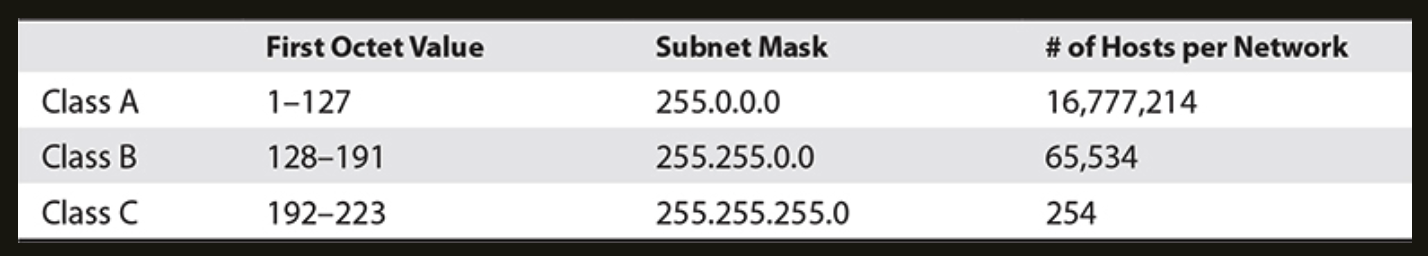 First Octet Value Subnet Mask # of Hosts per Network
Class A 1–127 255.0.0.0 16,777,214
Class B 128–191 255.255.0.0 65,534
Class C 192–223 255.255.255.0 254